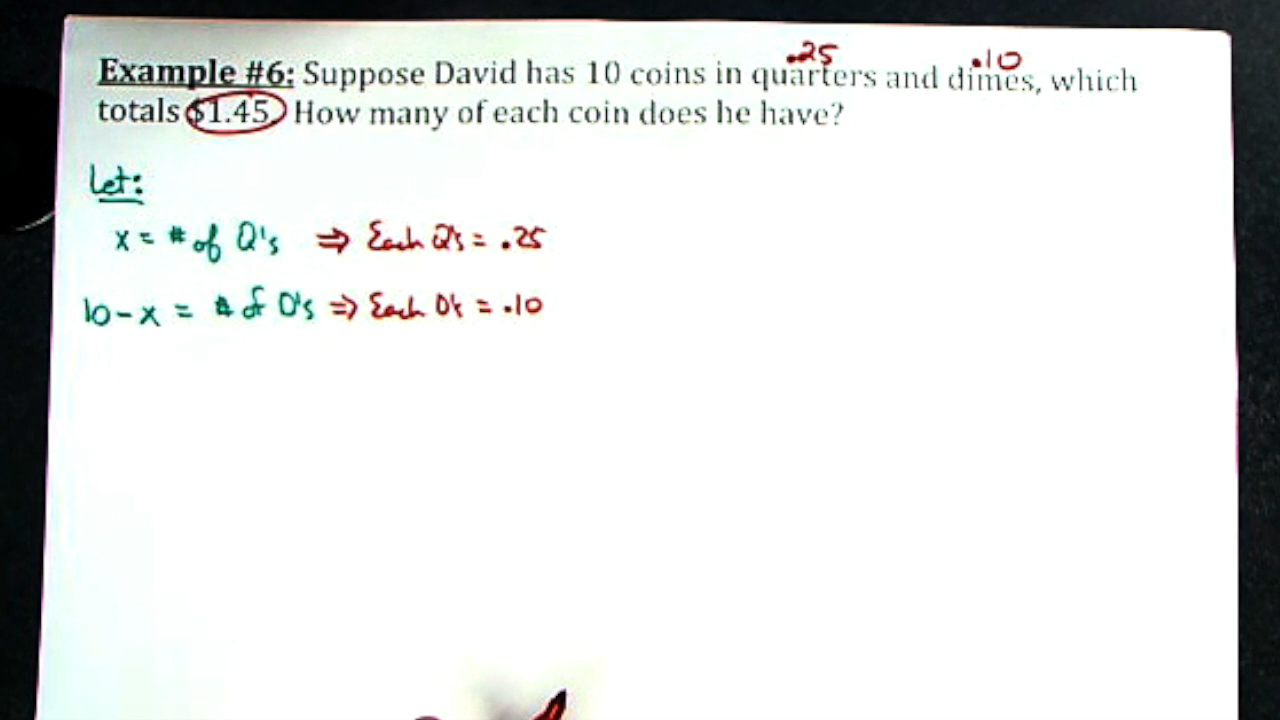 .25 .10
Example #6: Suppose David has 10 coins in quarters and dimes, which
totals $1.45. How many of each coin does he have?
Let:
x = # of Q's ⇒ Each Q's = .25
10 - x = # of D's ⇒ Each D's = .10